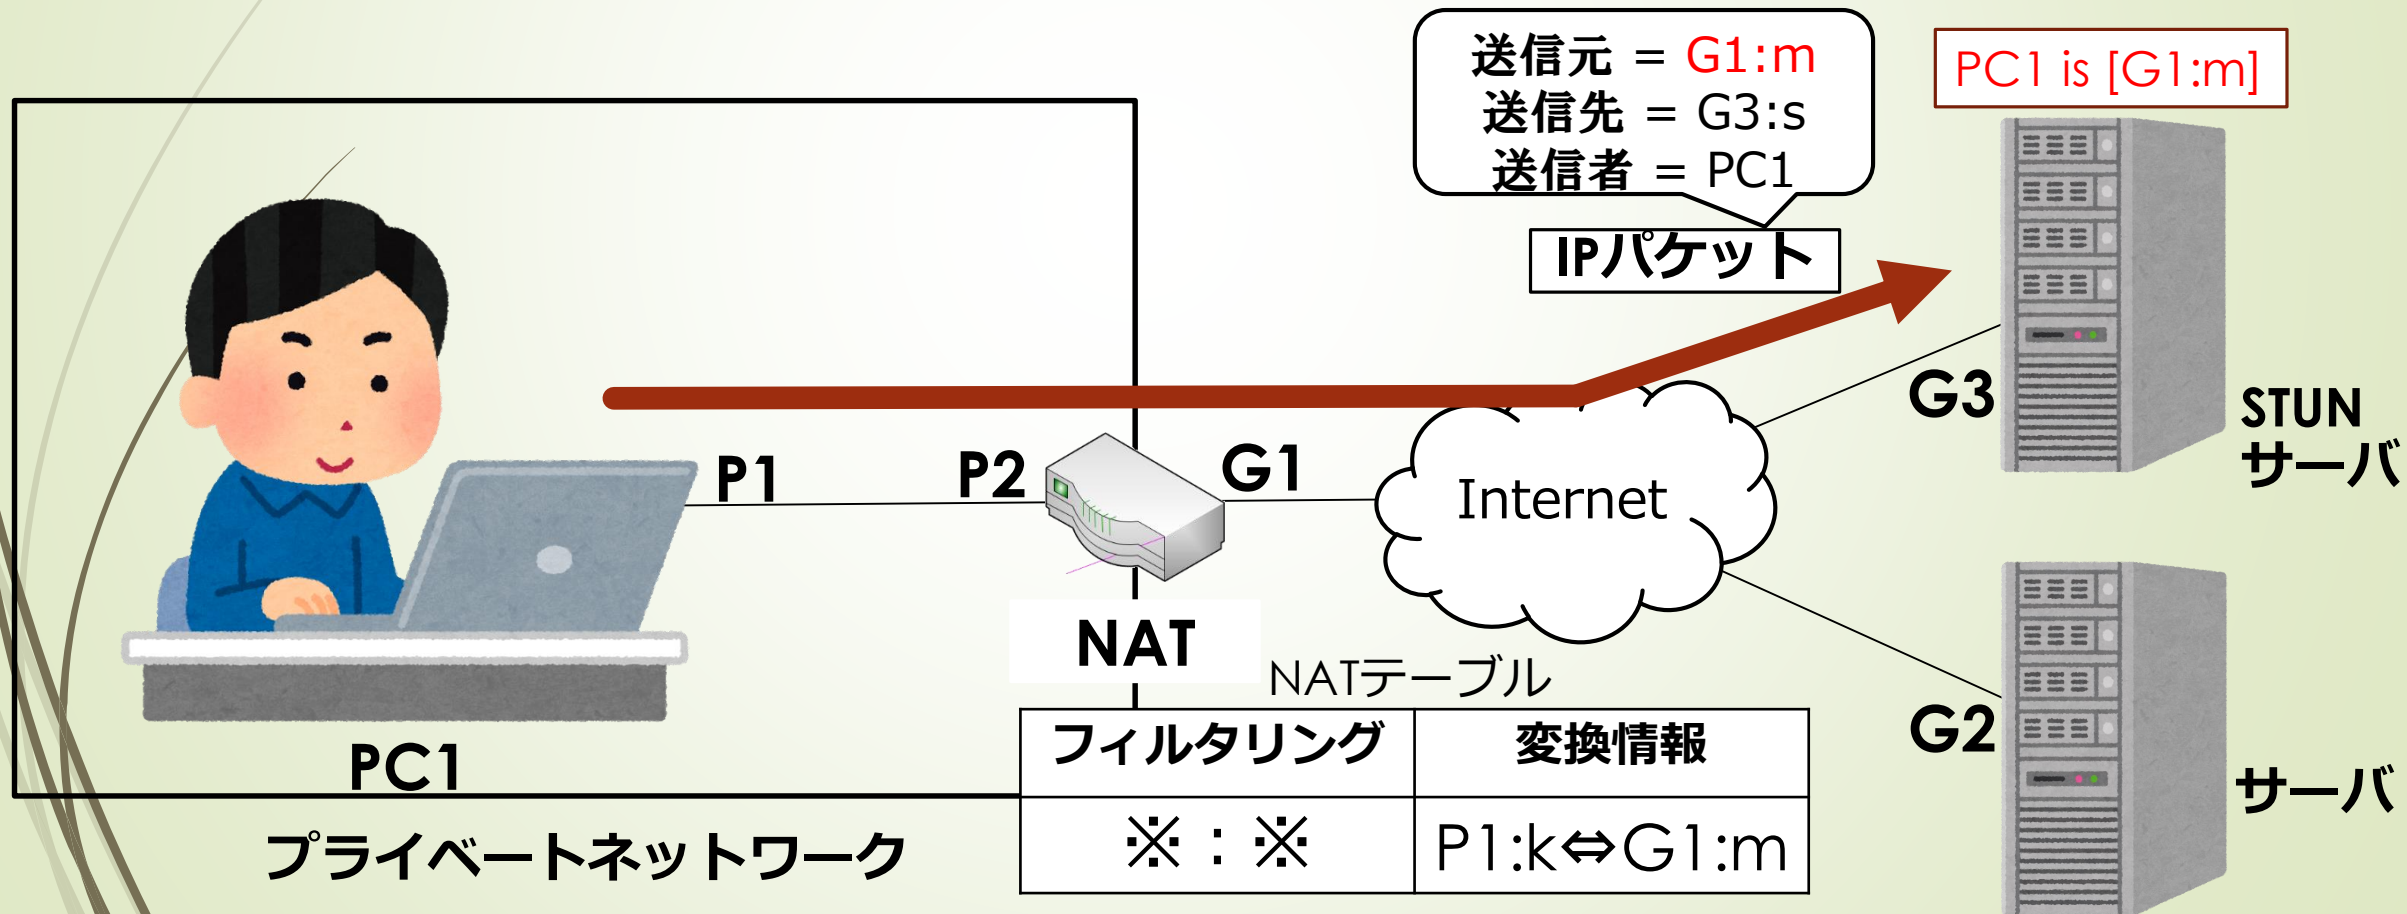 送信元 = G1:m
送信先 = G3:s
送信者 = PC1
PC1 is [G1:m]
IPパケット
G3
STUN
サーバ
P1
P2
G1
Internet
NAT
NATテーブル
フィルタリング 変換情報
※：※ P1:k⇔G1:m
G2
サーバ
PC1
プライベートネットワーク